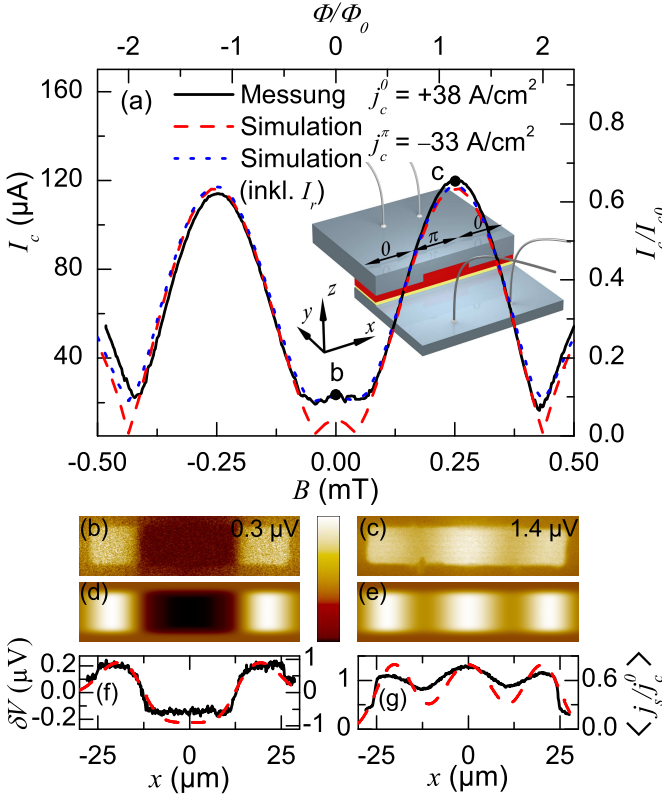 Φ/Φ0
-2 -1 0 1 2
(a) Messung j_c^0 = +38 A/cm²
Simulation j_c^π = –33 A/cm²
Simulation
(inkl. I_r)
160
120
80
40
I_c (μA)
0.8
0.6
0.4
0.2
0.0
I_c/I_c0
c
0 π 0
z
y
x
b
-0.50 -0.25 0.00 0.25 0.50
B (mT)
(b) 0.3 μV
(c) 1.4 μV
(d)
(e)
δV (μV)
0.2
0.0
-0.2
(f)
1
0
-1
1
0
(g)
0.6
0.0
< j_s/j_c^0 >
-25 0 25
x (μm)
-25 0 25
x (μm)